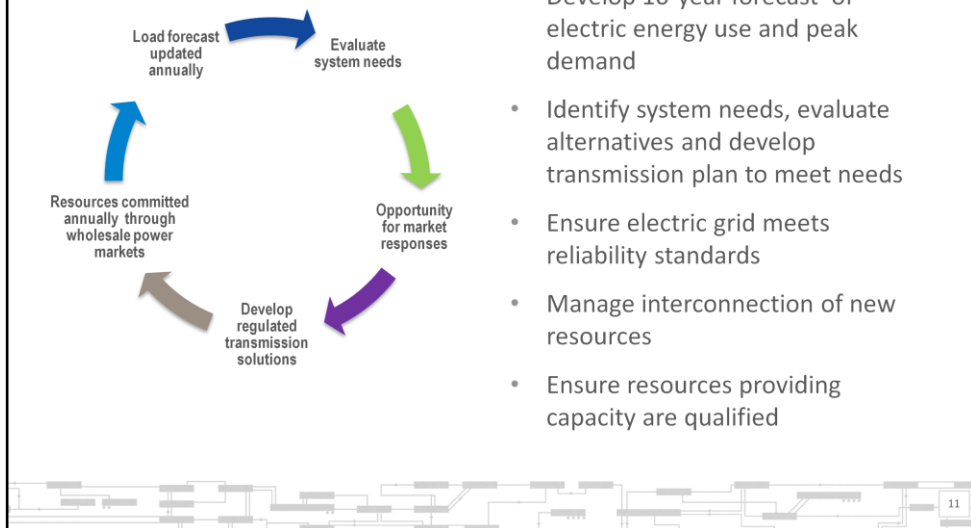 Load forecast
updated
annually
Evaluate
system needs
Opportunity
for market
responses
Develop
regulated
transmission
solutions
Resources committed
annually through
wholesale power
markets
electric energy use and peak
demand
• Identify system needs, evaluate
alternatives and develop
transmission plan to meet needs
• Ensure electric grid meets
reliability standards
• Manage interconnection of new
resources
• Ensure resources providing
capacity are qualified
11